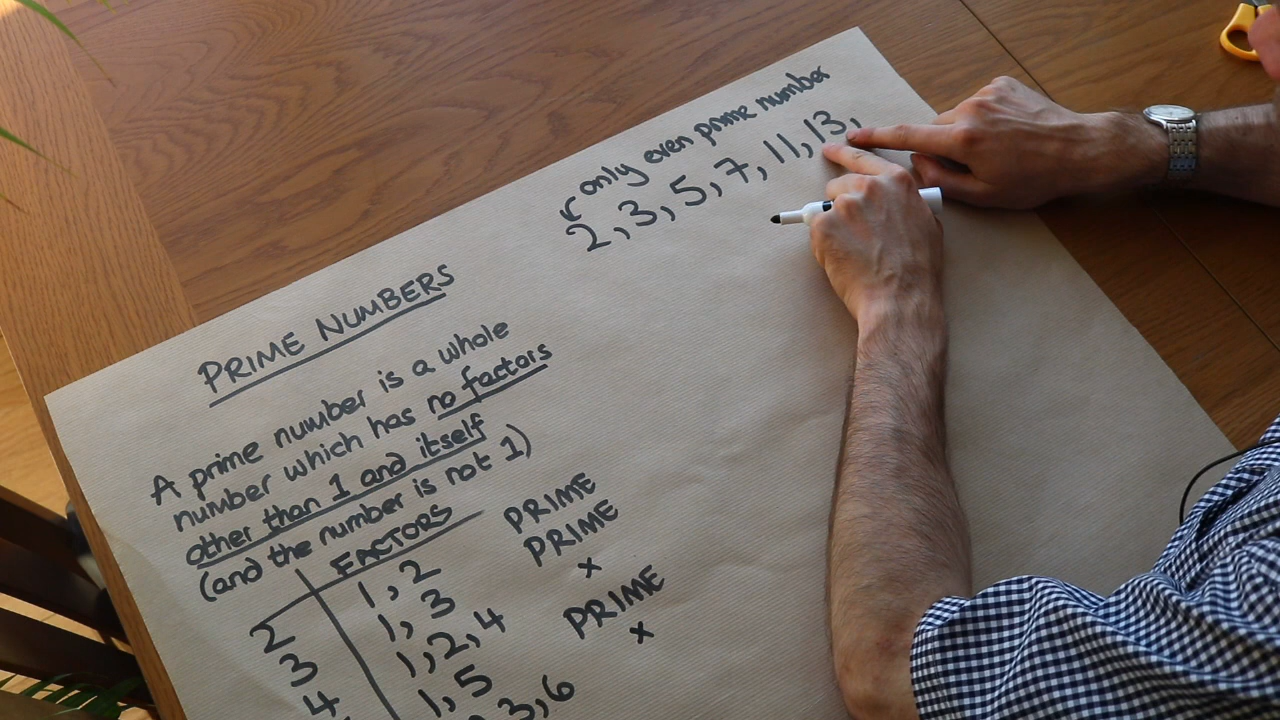 PRIME NUMBERS
A prime number is a whole
number which has no factors
other than 1 and itself
(and the number is not 1)
FACTORS
2 1, 2 PRIME
3 1, 3 PRIME
4 1, 2, 4 x
1, 5 PRIME
3, 6 x
only even prime number
2, 3, 5, 7, 11, 13,